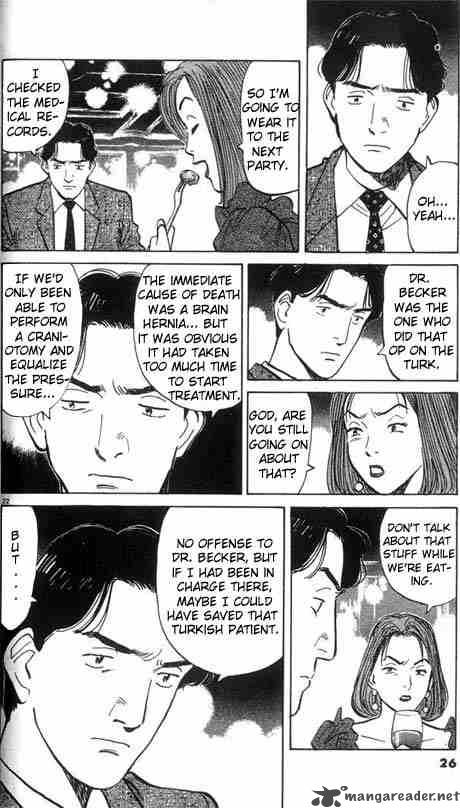 OH...
YEAH...
SO I'M
GOING
TO
WEAR IT
TO THE
NEXT
PARTY.
I
CHECKED
THE MED-
ICAL RE-
CORDS.
DR.
BECKER
WAS THE
ONE WHO
DID THAT
OP ON
THE TURK.
GOD, ARE
YOU STILL
GOING ON
ABOUT
THAT?
THE IMMEDIATE
CAUSE OF DEATH
WAS A BRAIN
HERNIA... BUT
IT WAS OBVIOUS
IT HAD TAKEN
TOO MUCH TIME
TO START
TREATMENT.
IF WE'D
ONLY BEEN
ABLE TO
PERFORM
A CRANI-
OTOMY AND
EQUALIZE
THE PRES-
SURE...
22
DON'T TALK
ABOUT THAT
STUFF WHILE
WE'RE EAT-
ING.
NO OFFENSE TO
DR. BECKER, BUT
IF I HAD BEEN
IN CHARGE THERE,
MAYBE I COULD
HAVE SAVED THAT
TURKISH PATIENT.
BUT....
26
mangareader.net